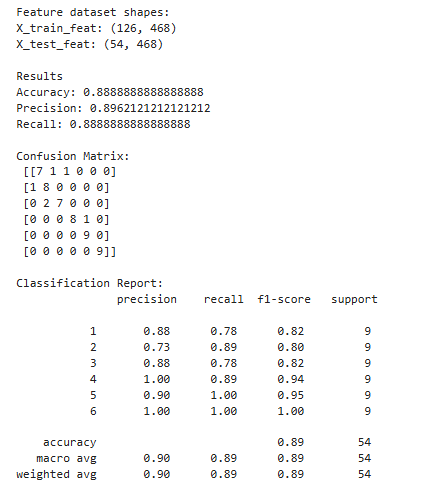 Feature dataset shapes:
X_train_feat: (126, 468)
X_test_feat: (54, 468)
Results
Accuracy: 0.8888888888888888
Precision: 0.8962121212121212
Recall: 0.8888888888888888
Confusion Matrix:
[[7 1 1 0 0 0]
[1 8 0 0 0 0]
[0 2 7 0 0 0]
[0 0 0 8 1 0]
[0 0 0 0 9 0]
[0 0 0 0 0 9]]
Classification Report:
precision recall f1-score support
1 0.88 0.78 0.82 9
2 0.73 0.89 0.80 9
3 0.88 0.78 0.82 9
4 1.00 0.89 0.94 9
5 0.90 1.00 0.95 9
6 1.00 1.00 1.00 9
accuracy 0.89 54
macro avg 0.90 0.89 0.89 54
weighted avg 0.90 0.89 0.89 54